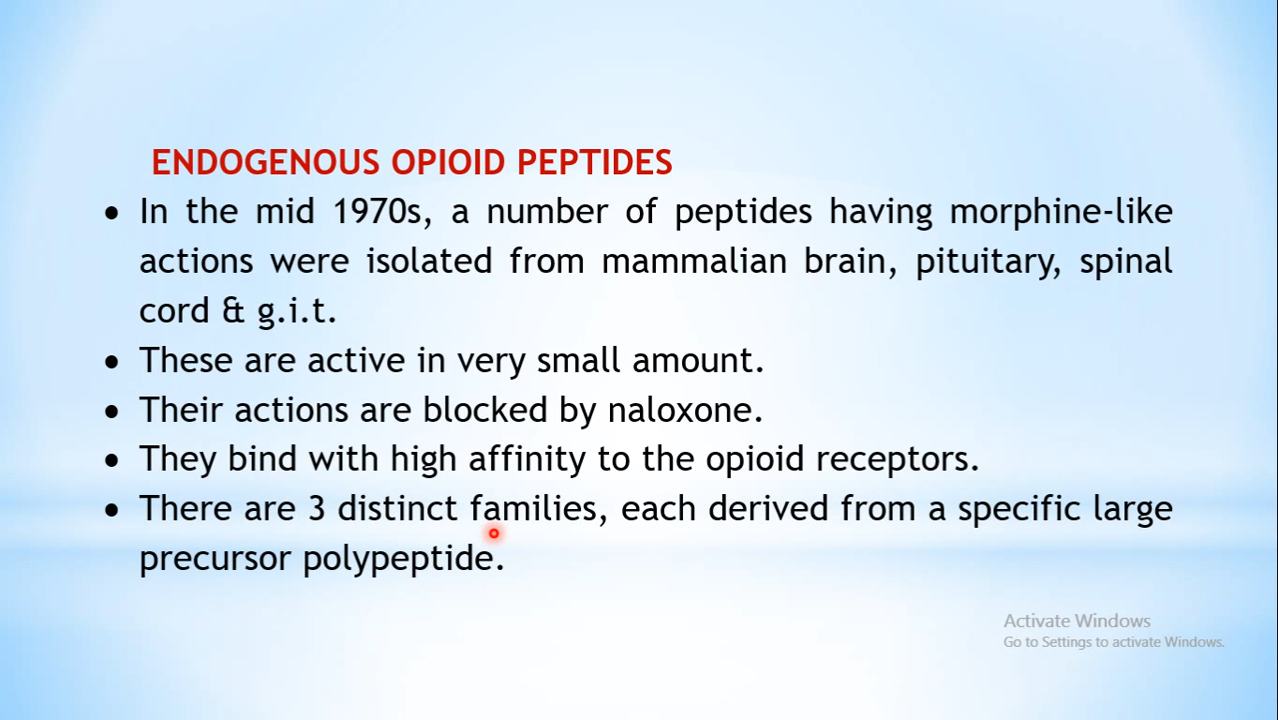 ENDOGENOUS OPIOID PEPTIDES
• In the mid 1970s, a number of peptides having morphine-like
actions were isolated from mammalian brain, pituitary, spinal
cord & g.i.t.
• These are active in very small amount.
• Their actions are blocked by naloxone.
• They bind with high affinity to the opioid receptors.
• There are 3 distinct families, each derived from a specific large
precursor polypeptide.
Activate Windows
Go to Settings to activate Windows.